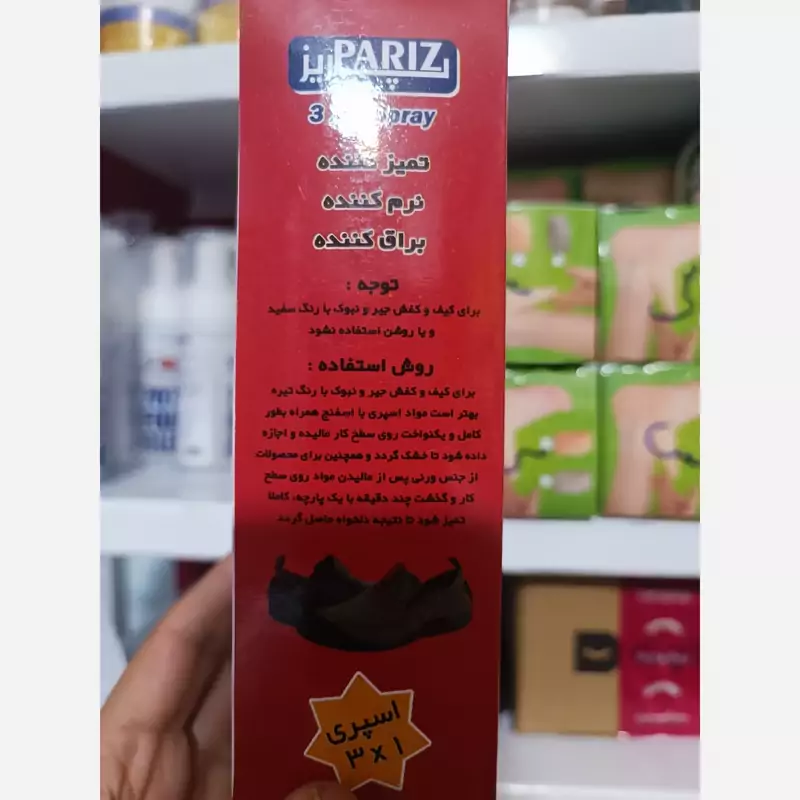 PARIZ
3 Spray
تمیز کننده
نرم کننده
براق کننده
توجه :
برای کیف و کفش جیر و نبوک با رنگ سفید
و یا روشن استفاده نشود
روش استفاده :
برای کیف و کفش جیر و نبوک با رنگ تیره
بهتر است مواد اسپری با اسفنج همراه بطور
کامل و یکنواخت روی سطح کار مالیده و اجازه
داده شود تا خشک گردد و همچنین برای محصولات
از جنس ورنی پس از مالیدن مواد روی سطح
کار و گذشت چند دقیقه با یک پارچه، کاملا
تمیز شود تا نتیجه دلخواه حاصل گردد
اسپری
۳ x ۱